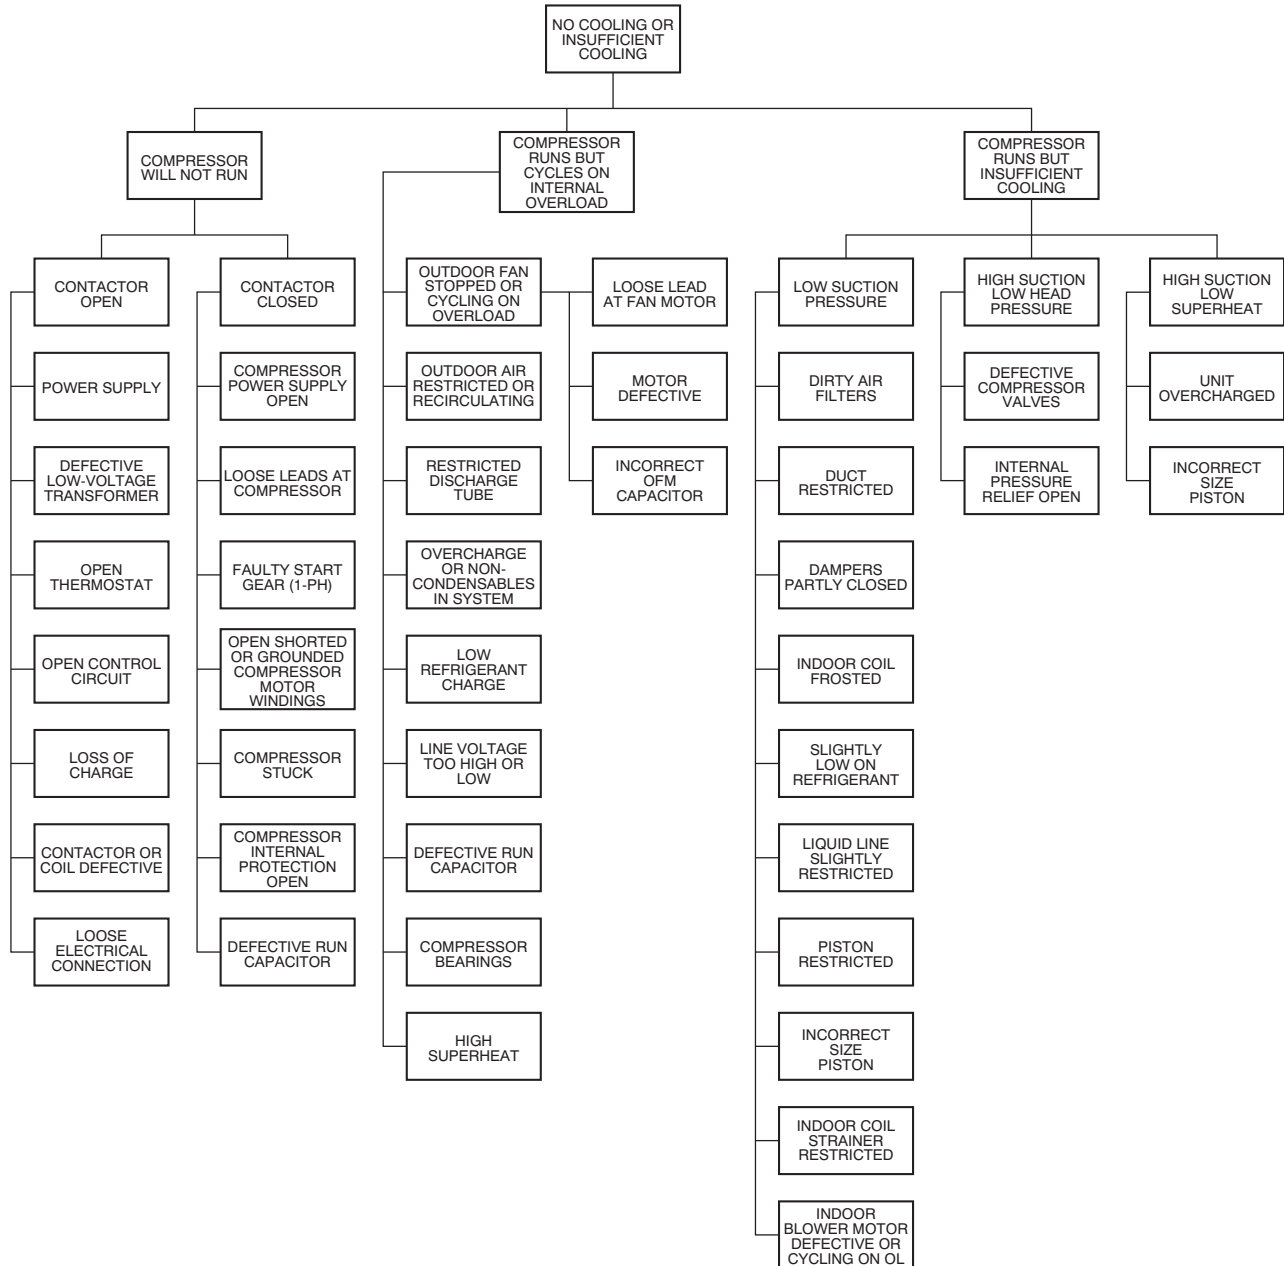 NO COOLING OR
INSUFFICIENT
COOLING
COMPRESSOR
WILL NOT RUN
COMPRESSOR
RUNS BUT
CYCLES ON
INTERNAL
OVERLOAD
COMPRESSOR
RUNS BUT
INSUFFICIENT
COOLING
CONTACTOR
OPEN
POWER SUPPLY
DEFECTIVE
LOW-VOLTAGE
TRANSFORMER
OPEN
THERMOSTAT
OPEN CONTROL
CIRCUIT
LOSS OF
CHARGE
CONTACTOR OR
COIL DEFECTIVE
LOOSE
ELECTRICAL
CONNECTION
CONTACTOR
CLOSED
COMPRESSOR
POWER SUPPLY
OPEN
LOOSE LEADS AT
COMPRESSOR
FAULTY START
GEAR (1-PH)
OPEN SHORTED
OR GROUNDED
COMPRESSOR
MOTOR
WINDINGS
COMPRESSOR
STUCK
COMPRESSOR
INTERNAL
PROTECTION
OPEN
DEFECTIVE RUN
CAPACITOR
OUTDOOR FAN
STOPPED OR
CYCLING ON
OVERLOAD
OUTDOOR AIR
RESTRICTED OR
RECIRCULATING
RESTRICTED
DISCHARGE
TUBE
OVERCHARGE
OR NON-
CONDENSABLES
IN SYSTEM
LOW
REFRIGERANT
CHARGE
LINE VOLTAGE
TOO HIGH OR
LOW
DEFECTIVE RUN
CAPACITOR
COMPRESSOR
BEARINGS
HIGH
SUPERHEAT
LOOSE LEAD
AT FAN MOTOR
MOTOR
DEFECTIVE
INCORRECT
OFM
CAPACITOR
LOW SUCTION
PRESSURE
DIRTY AIR
FILTERS
DUCT
RESTRICTED
DAMPERS
PARTLY CLOSED
INDOOR COIL
FROSTED
SLIGHTLY
LOW ON
REFRIGERANT
LIQUID LINE
SLIGHTLY
RESTRICTED
PISTON
RESTRICTED
INCORRECT
SIZE
PISTON
INDOOR COIL
STRAINER
RESTRICTED
INDOOR
BLOWER MOTOR
DEFECTIVE OR
CYCLING ON OL
HIGH SUCTION
LOW HEAD
PRESSURE
DEFECTIVE
COMPRESSOR
VALVES
INTERNAL
PRESSURE
RELIEF OPEN
HIGH SUCTION
LOW
SUPERHEAT
UNIT
OVERCHARGED
INCORRECT
SIZE
PISTON